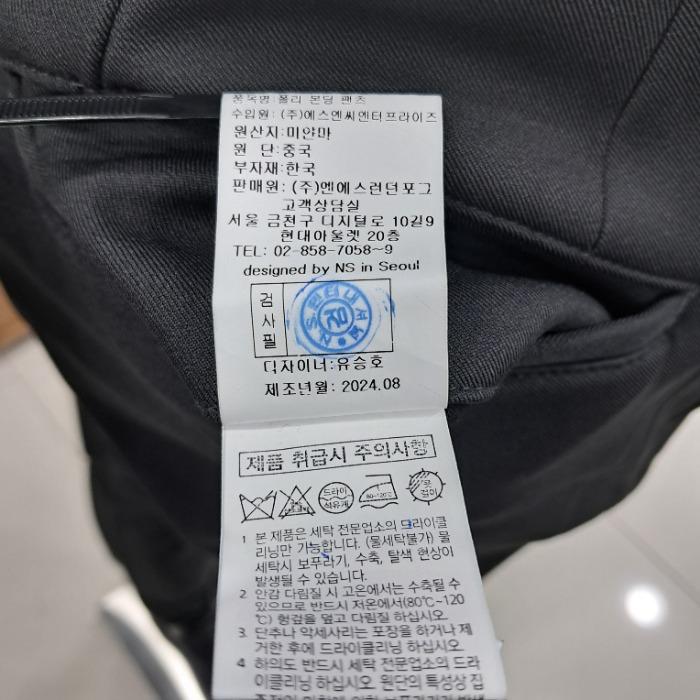 품목명:폴리 본딩 팬츠
수입원: (주)에스엔씨엔터프라이즈
원산지:미얀마
원 단:중국
부자재:한국
판매원: (주)엔에스런던포그
고객상담실
서울 금천구 디지털로 10길9
현대아울렛 20층
TEL: 02-858-7058~9
designed by NS in Seoul
검사필
디자이너:유승호
제조년월: 2024.08
제품 취급시 주의사항
드라이
석유계
80~120℃
옷걸이
1 본 제품은 세탁 전문업소의 드라이클
리닝만 가능합니다. (물세탁불가) 물
세탁시 보푸라기, 수축, 탈색 현상이
발생될 수 있습니다.
2 안감 다림질 시 고온에서는 수축될 수
있으므로 반드시 저온에서(80℃~120
℃) 헝겊을 덮고 다림질 하십시오.
3 단추나 악세사리는 포장을 하거나 제
거한 후에 드라이클리닝 하십시오.
4 하의도 반드시 세탁 전문업소의 드라
이클리닝 하십시오. 원단의 특성상 집